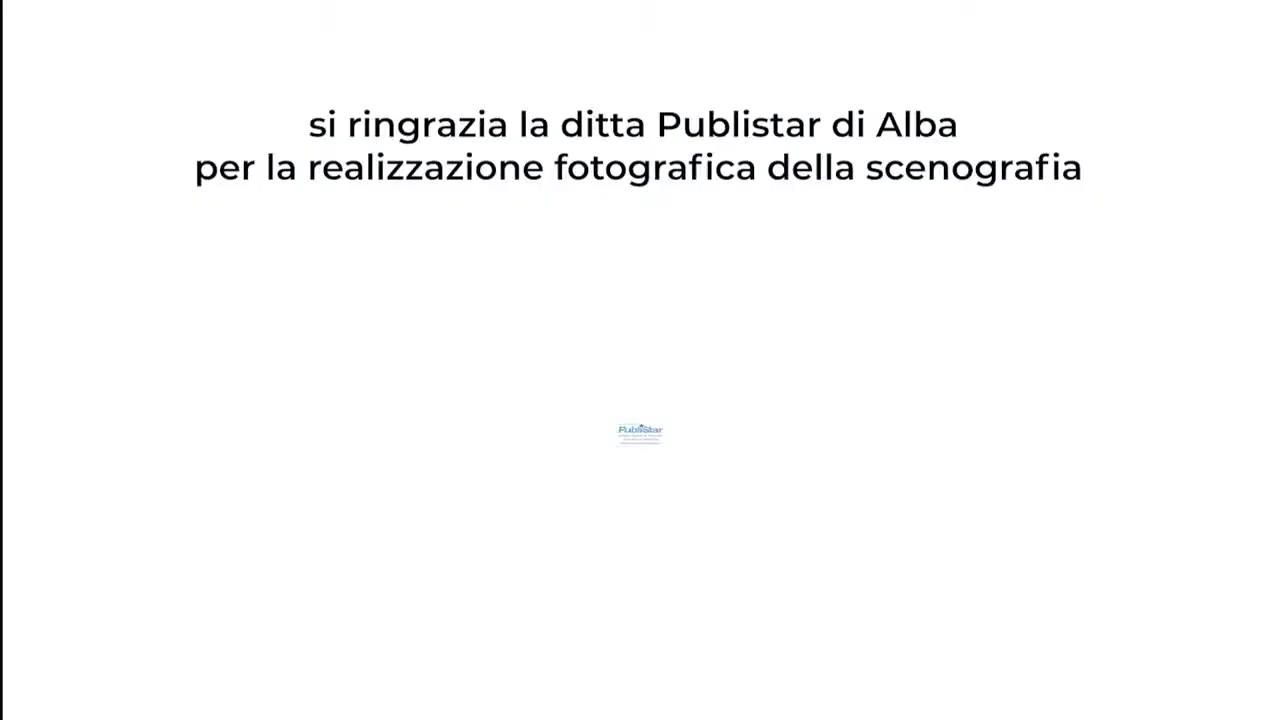 si ringrazia la ditta Publistar di Alba
per la realizzazione fotografica della scenografia
PubliStar